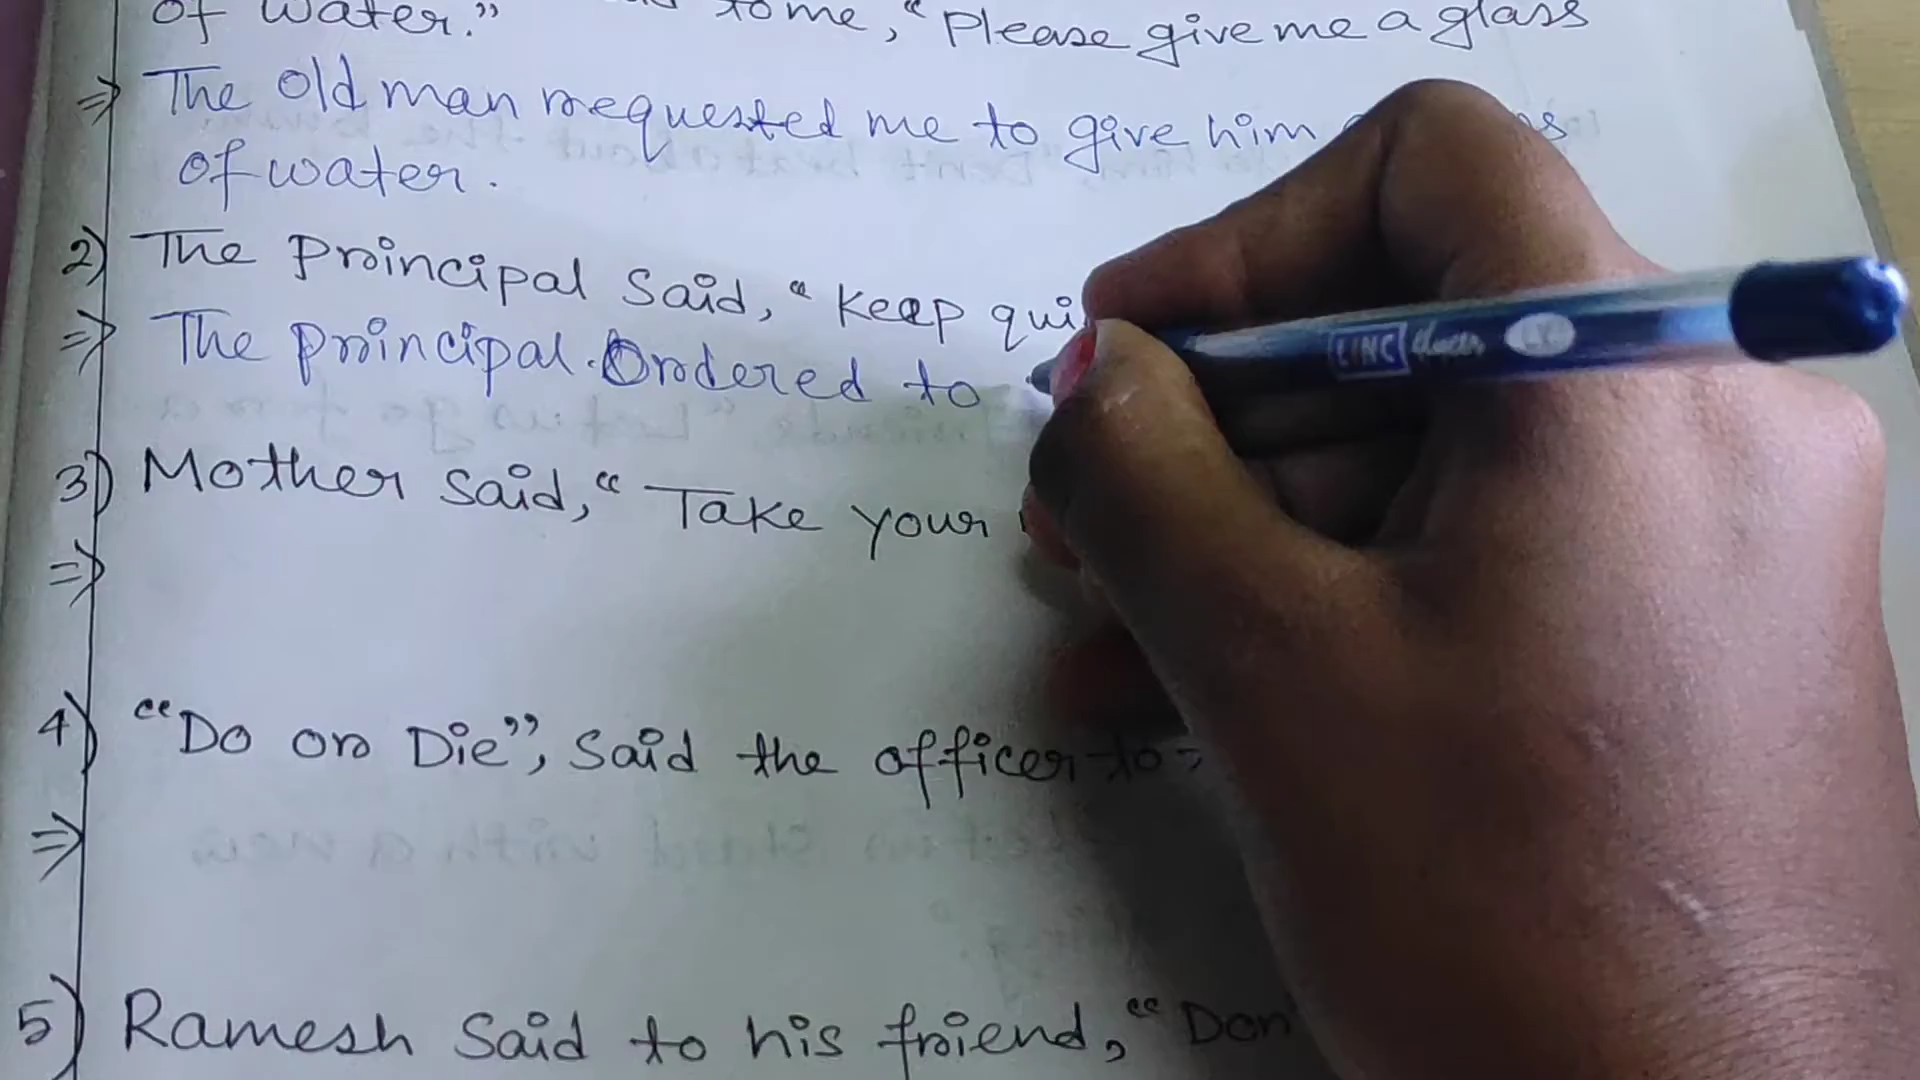 of water." to me, "Please give me a glass
=> The old man requested me to give him
of water.
2) The Principal Said, "Keep
=> The principal Ordered to
3) Mother Said, "Take your
=>
4) "Do or Die", Said the officer to
=>
5) Ramesh Said to his friend, "Don
LINC